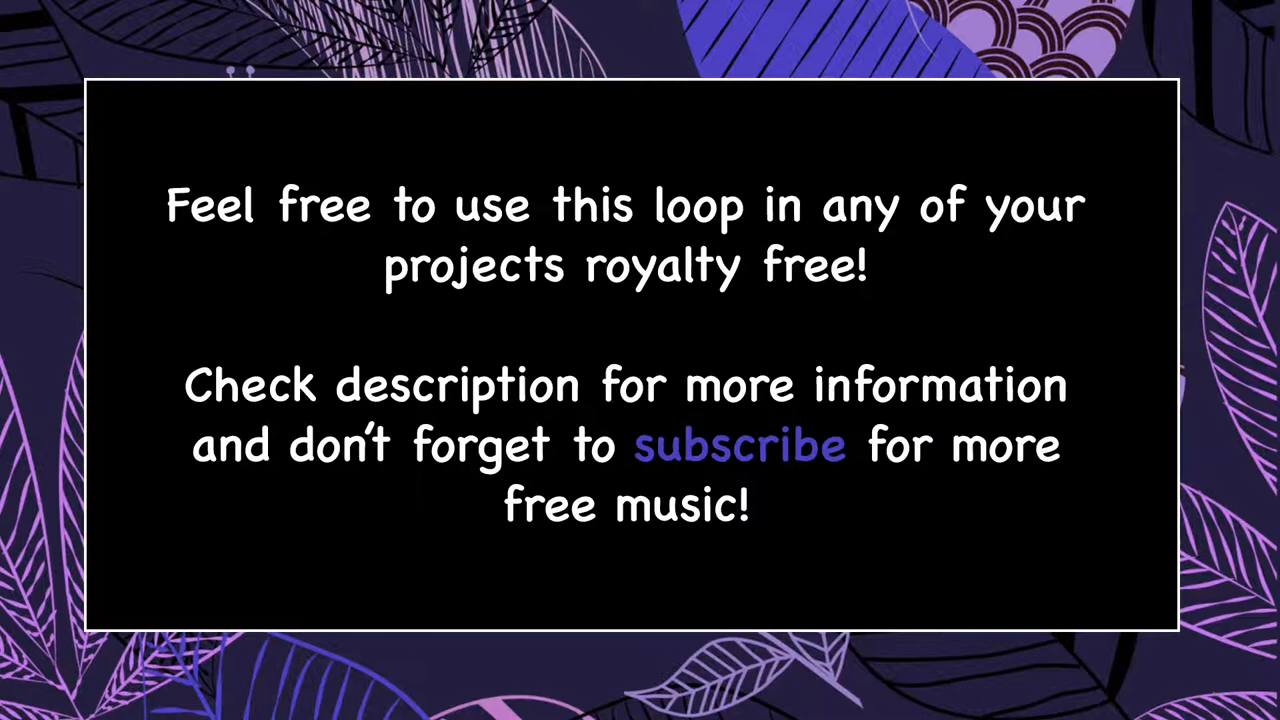 Feel free to use this loop in any of your
projects royalty free!
Check description for more information
and don't forget to subscribe for more
free music!